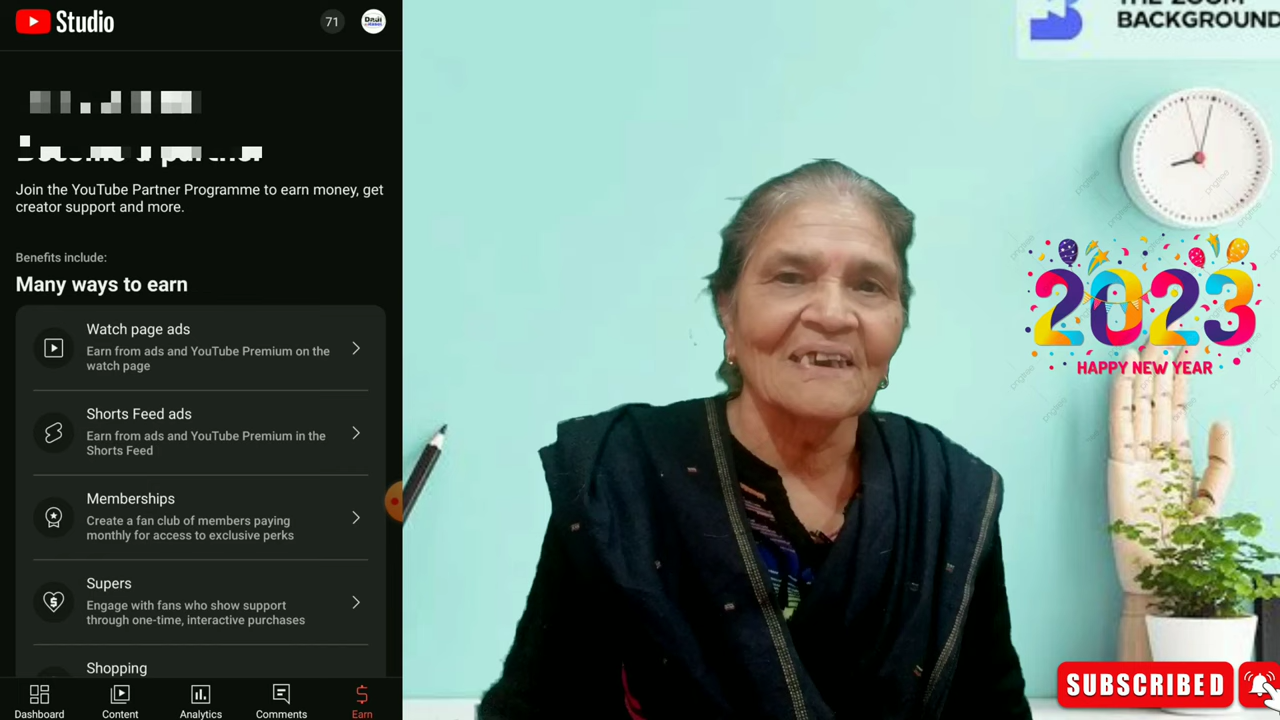 Studio
71
Become a partner
Join the YouTube Partner Programme to earn money, get
creator support and more.
Benefits include:
Many ways to earn
Watch page ads
Earn from ads and YouTube Premium on the
watch page
Shorts Feed ads
Earn from ads and YouTube Premium in the
Shorts Feed
Memberships
Create a fan club of members paying
monthly for access to exclusive perks
Supers
Engage with fans who show support
through one-time, interactive purchases
Shopping
Dashboard
Content
Analytics
Comments
Earn
THE ZOOM
BACKGROUND
2023
HAPPY NEW YEAR
SUBSCRIBED